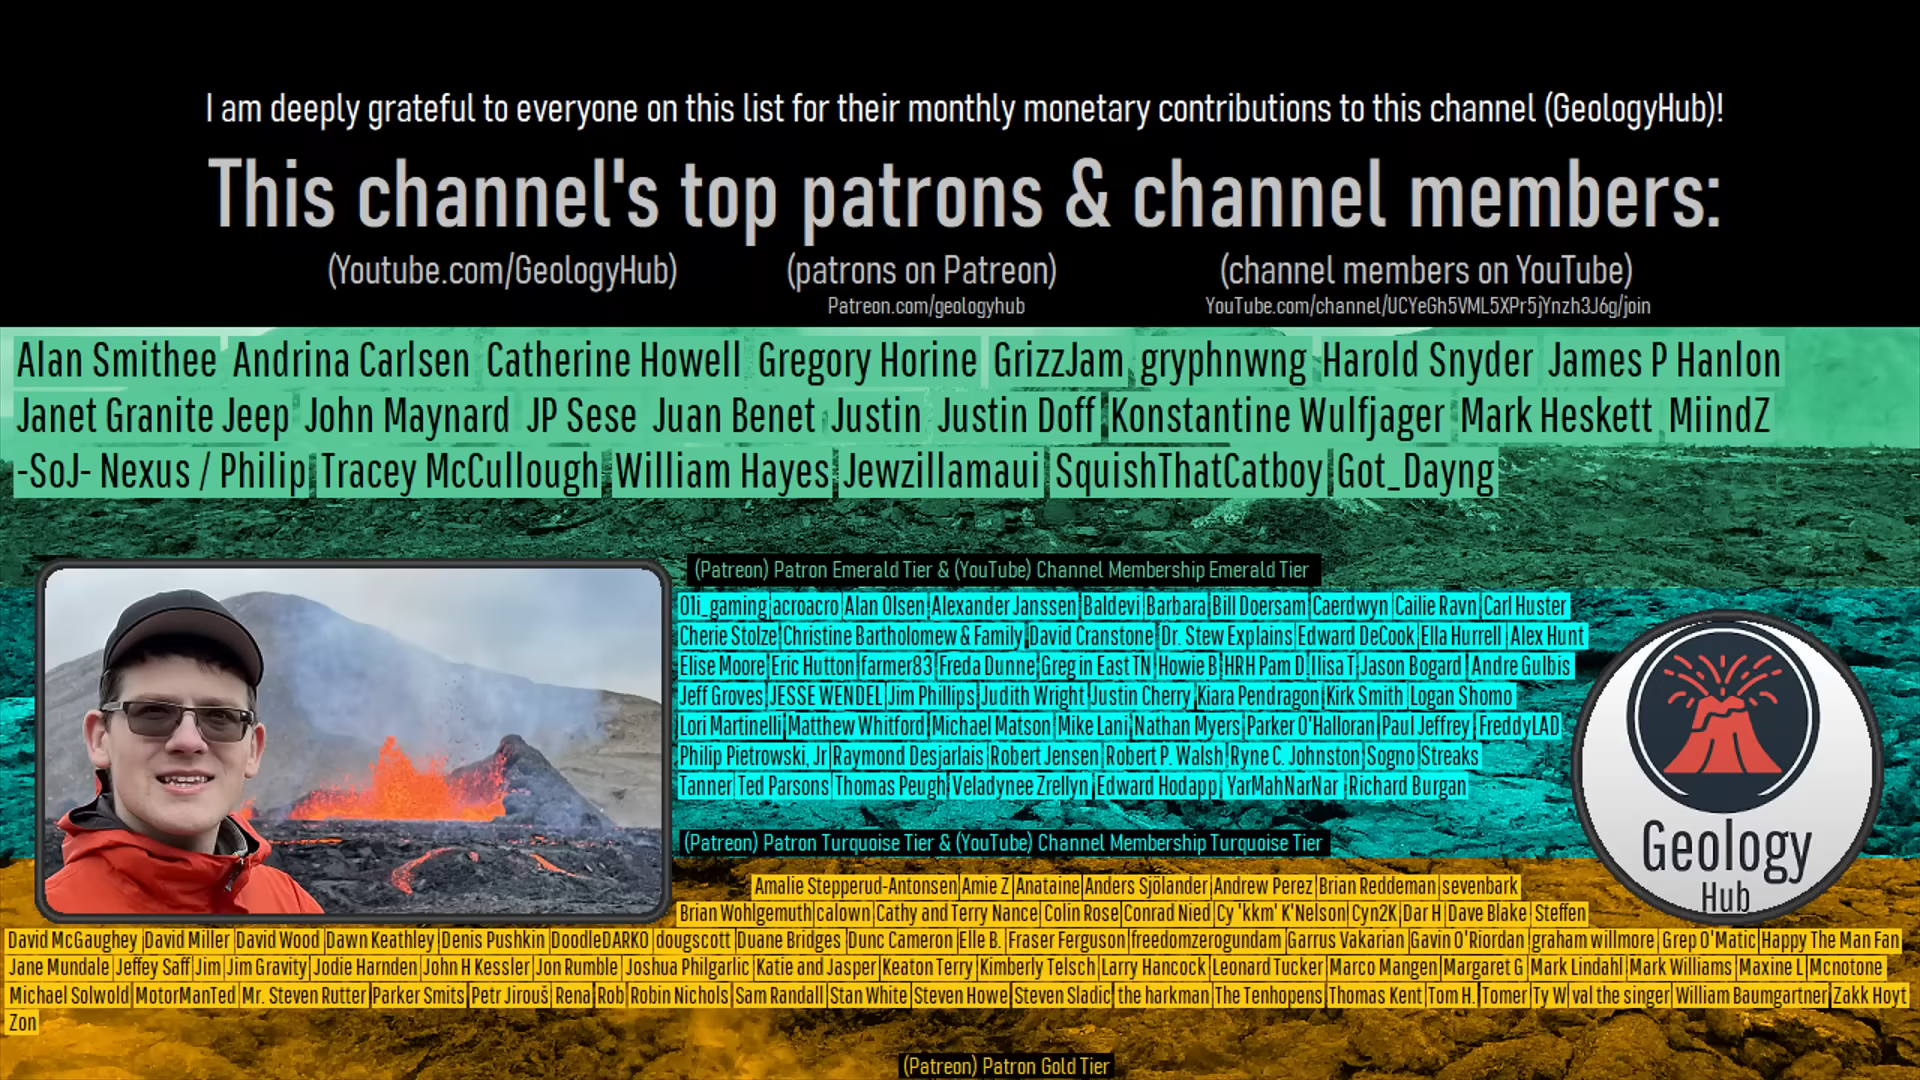 I am deeply grateful to everyone on this list for their monthly monetary contributions to this channel (GeologyHub)!
This channel's top patrons & channel members:
(Youtube.com/GeologyHub) (patrons on Patreon) (channel members on YouTube)
Patreon.com/geologyhub YouTube.com/channel/UCYeGh5VML5XPr5jYnzh3J6g/join
Alan Smithee Andrina Carlsen Catherine Howell Gregory Horine GrizzJam gryphnwng Harold Snyder James P Hanlon
Janet Granite Jeep John Maynard JP Sese Juan Benet Justin Justin Doff Konstantine Wulfjager Mark Heskett MiindZ
-SoJ- Nexus / Philip Tracey McCullough William Hayes Jewzillamaui SquishThatCatboy Got_Dayng
(Patreon) Patron Emerald Tier & (YouTube) Channel Membership Emerald Tier
01i_gaming acroacro Alan Olsen Alexander Janssen Baldevi Barbara Bill Doersam Caerdwyn Cailie Ravn Carl Huster
Cherie Stolze Christine Bartholomew & Family David Cranstone Dr. Stew Explains Edward DeCook Ella Hurrell Alex Hunt
Elise Moore Eric Hutton farmer83 Freda Dunne Greg in East TN Howie B HRH Pam D Ilisa T Jason Bogard Andre Gulbis
Jeff Groves JESSE WENDEL Jim Phillips Judith Wright Justin Cherry Kiara Pendragon Kirk Smith Logan Shomo
Lori Martinelli Matthew Whitford Michael Matson Mike Lani Nathan Myers Parker O'Halloran Paul Jeffrey FreddyLAD
Philip Pietrowski, Jr Raymond Desjarlais Robert Jensen Robert P. Walsh Ryne C. Johnston Sogno Streaks
Tanner Ted Parsons Thomas Peugh Veladynee Zrellyn Edward Hodapp YarMahNarNar Richard Burgan
(Patreon) Patron Turquoise Tier & (YouTube) Channel Membership Turquoise Tier
Geology
Hub
Amalie Stepperud-Antonsen Amie Z Anataine Anders Sjölander Andrew Perez Brian Reddeman sevenbark
Brian Wohlgemuth calown Cathy and Terry Nance Colin Rose Conrad Nied Cy 'kkm' K'Nelson Cyn2K Dar H Dave Blake Steffen
David McGaughey David Miller David Wood Dawn Keathley Denis Pushkin DoodleDARKO dougscott Duane Bridges Dunc Cameron Elle B. Fraser Ferguson freedomzerogundam Garrus Vakarian Gavin O'Riordan graham willmore Grep O'Matic Happy The Man Fan
Jane Mundale Jeffey Saff Jim Jim Gravity Jodie Harnden John H Kessler Jon Rumble Joshua Philgarlic Katie and Jasper Keaton Terry Kimberly Telsch Larry Hancock Leonard Tucker Marco Mangen Margaret G Mark Lindahl Mark Williams Maxine L Mcnotone
Michael Solwold MotorManTed Mr. Steven Rutter Parker Smits Petr Jirouš Rena Rob Robin Nichols Sam Randall Stan White Steven Howe Steven Sladic the harkman The Tenhopens Thomas Kent Tom H. Tomer Ty W val the singer William Baumgartner Zakk Hoyt
Zon
(Patreon) Patron Gold Tier